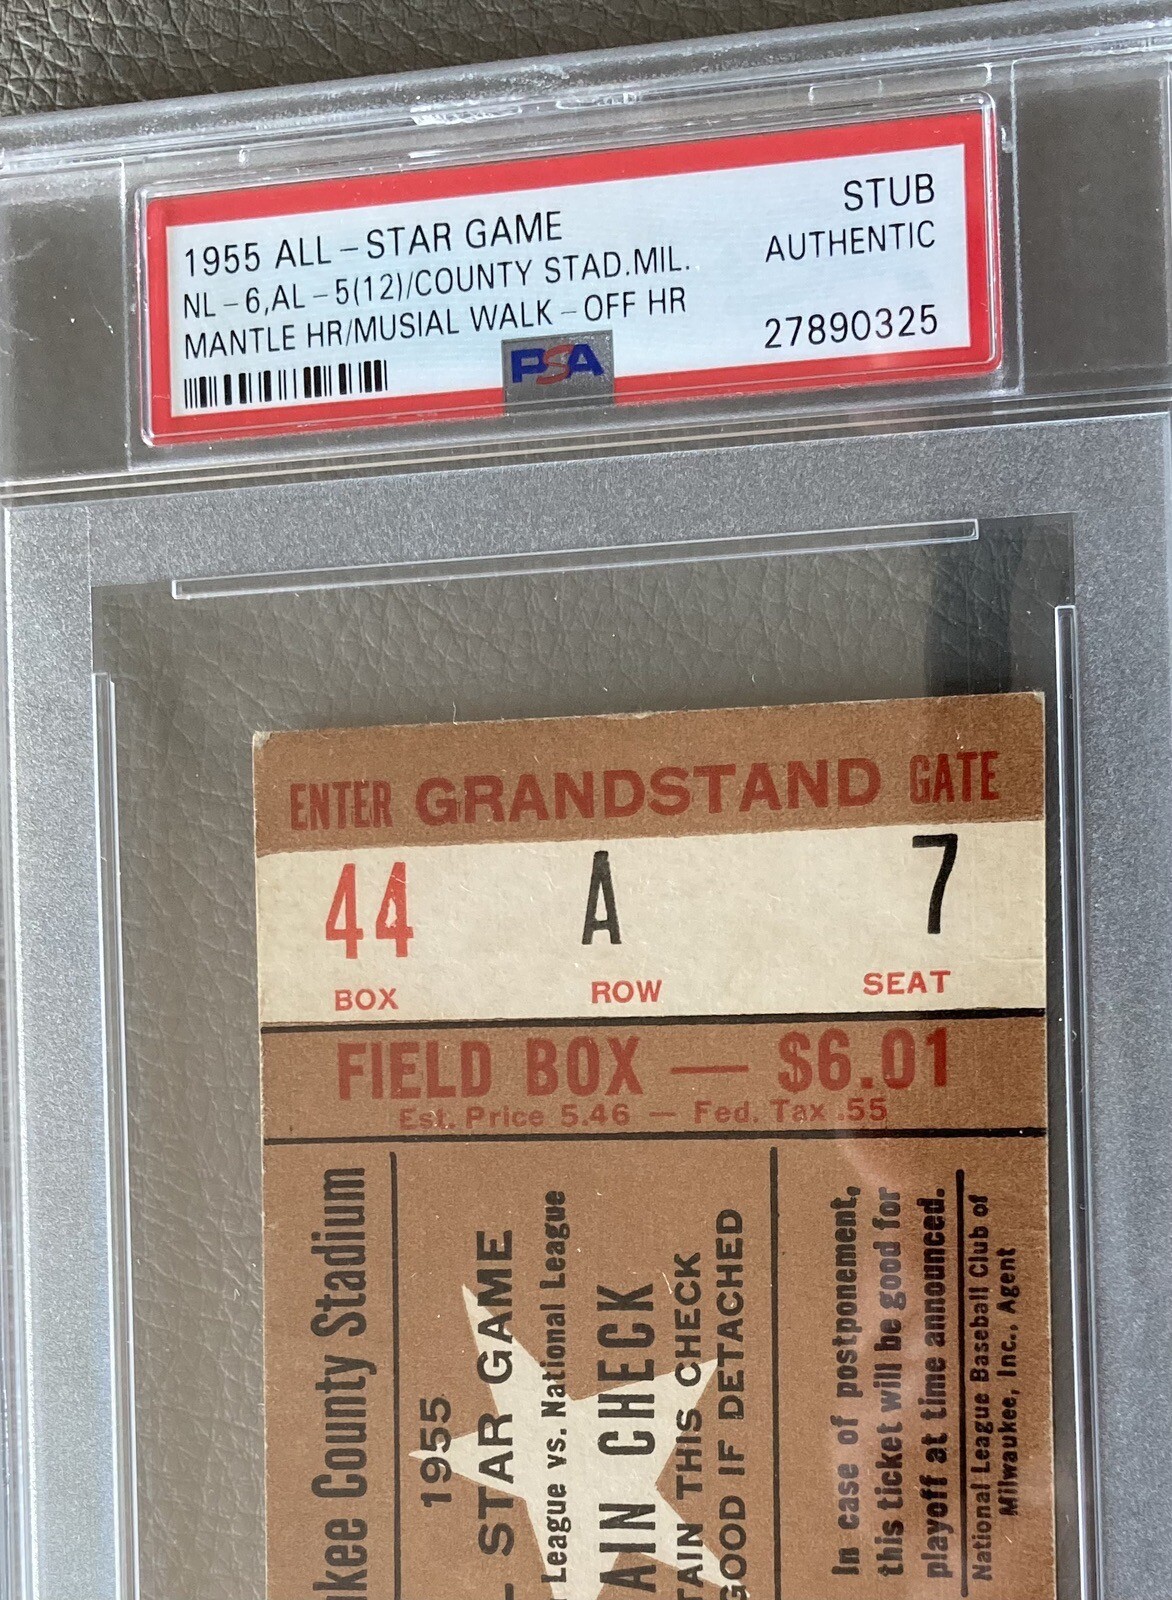 1955 ALL-STAR GAME
NL-6,AL-5(12)/COUNTY STAD.MIL.
MANTLE HR/MUSIAL WALK-OFF HR
STUB
AUTHENTIC
27890325
PSA
ENTER GRANDSTAND GATE
44 A 7
BOX ROW SEAT
FIELD BOX — $6.01
Est. Price 5.46 — Fed. Tax .55
County Stadium
1955
STAR GAME
League vs. National League
CHECK
THIS CHECK
GOOD IF DETACHED
In case of postponement,
this ticket will be good for
playoff at time announced.
National League Baseball Club of
Milwaukee, Inc., Agent